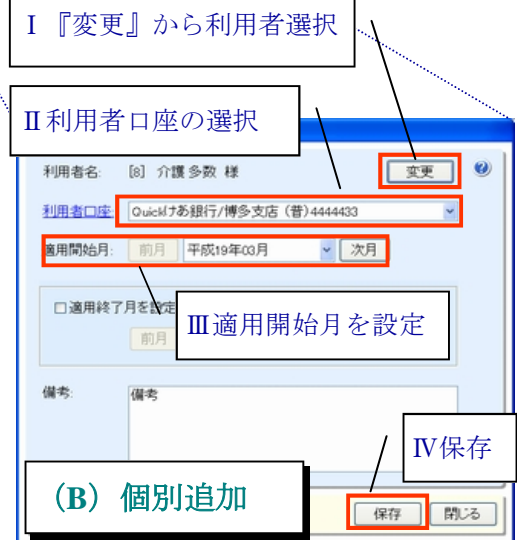 Ⅰ『変更』から利用者選択
Ⅱ利用者口座の選択
利用者名: [8] 介護多数 様 変更
利用者口座: Quickけあ銀行/博多支店 (普)4444433
適用開始月: 前月 平成19年03月 次月
□適用終了月を設定
Ⅲ適用開始月を設定
前月
備考: 備考
Ⅳ保存
(B) 個別追加
保存 閉じる